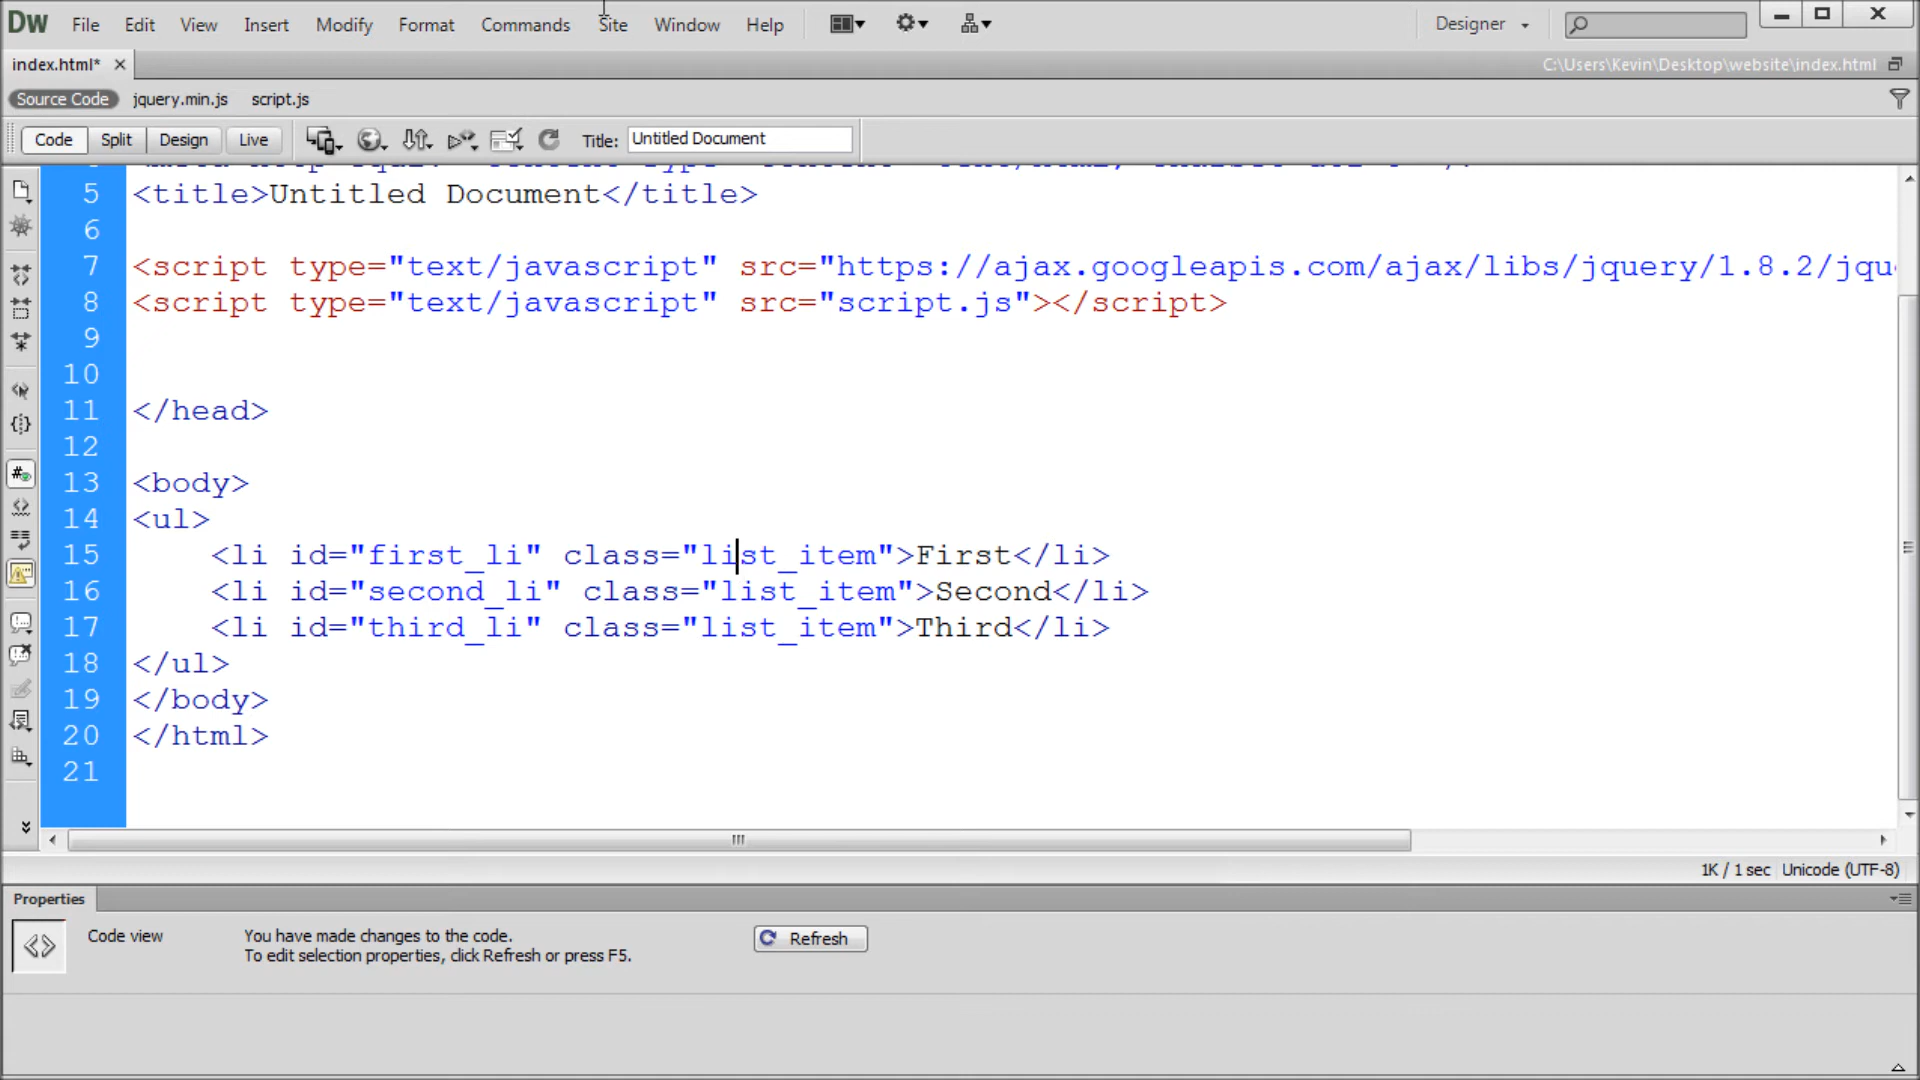 DW File Edit View Insert Modify Format Commands Site Window Help Designer
index.html* C:\Users\Kevin\Desktop\website\index.html
Source Code jquery.min.js script.js
Code Split Design Live Title: Untitled Document
5 <title>Untitled Document</title>
6
7 <script type="text/javascript" src="https://ajax.googleapis.com/ajax/libs/jquery/1.8.2/jqu
8 <script type="text/javascript" src="script.js"></script>
9
10
11 </head>
12
13 <body>
14 <ul>
15 <li id="first_li" class="list_item">First</li>
16 <li id="second_li" class="list_item">Second</li>
17 <li id="third_li" class="list_item">Third</li>
18 </ul>
19 </body>
20 </html>
21
1K / 1 sec Unicode (UTF-8)
Properties
Code view You have made changes to the code. Refresh
To edit selection properties, click Refresh or press F5.